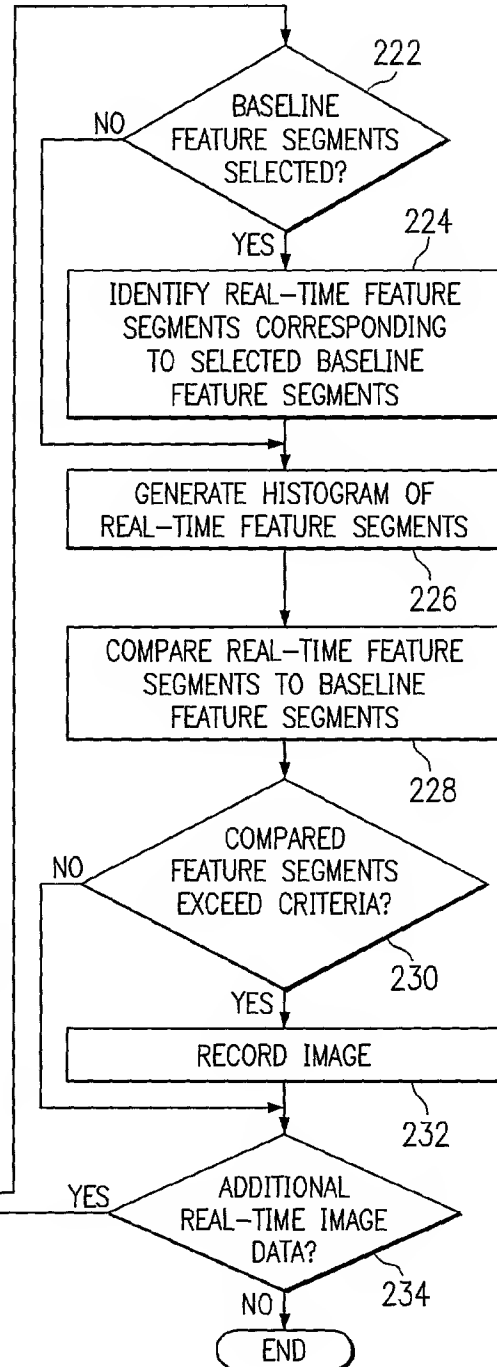 222
BASELINE
FEATURE SEGMENTS
SELECTED?
NO
YES
224
IDENTIFY REAL-TIME FEATURE
SEGMENTS CORRESPONDING
TO SELECTED BASELINE
FEATURE SEGMENTS
GENERATE HISTOGRAM OF
REAL-TIME FEATURE SEGMENTS
226
COMPARE REAL-TIME FEATURE
SEGMENTS TO BASELINE
FEATURE SEGMENTS
228
COMPARED
FEATURE SEGMENTS
EXCEED CRITERIA?
NO
230
YES
RECORD IMAGE
232
ADDITIONAL
REAL-TIME IMAGE
DATA?
YES
234
NO
END